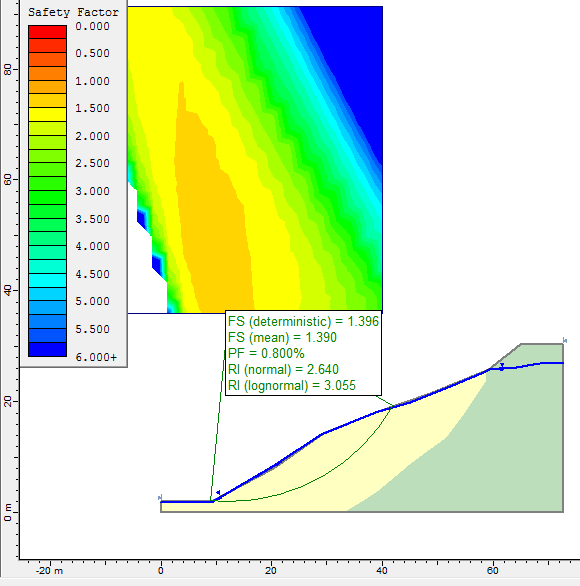 Safety Factor
0.000
0.500
1.000
1.500
2.000
2.500
3.000
3.500
4.000
4.500
5.000
5.500
6.000+
80
60
40
20
0 m
FS (deterministic) = 1.396
FS (mean) = 1.390
PF = 0.800%
RI (normal) = 2.640
RI (lognormal) = 3.055
-20 m 0 20 40 60